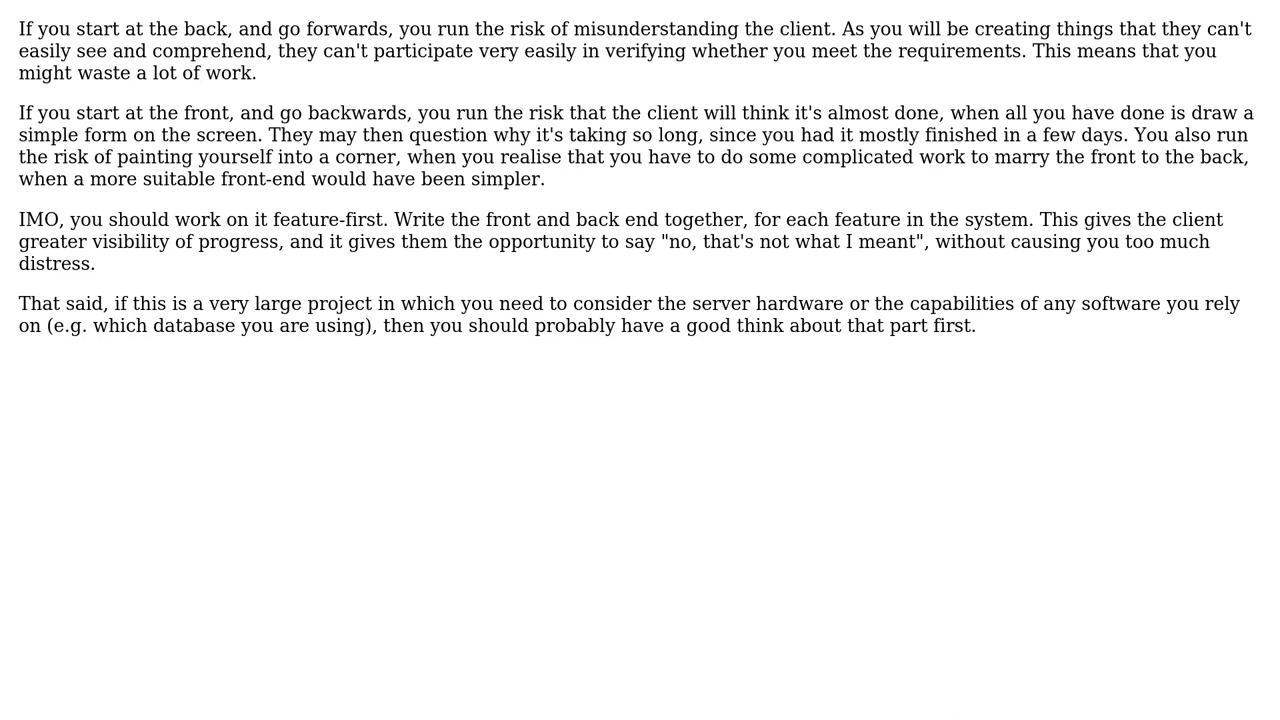 If you start at the back, and go forwards, you run the risk of misunderstanding the client. As you will be creating things that they can't
easily see and comprehend, they can't participate very easily in verifying whether you meet the requirements. This means that you
might waste a lot of work.
If you start at the front, and go backwards, you run the risk that the client will think it's almost done, when all you have done is draw a
simple form on the screen. They may then question why it's taking so long, since you had it mostly finished in a few days. You also run
the risk of painting yourself into a corner, when you realise that you have to do some complicated work to marry the front to the back,
when a more suitable front-end would have been simpler.
IMO, you should work on it feature-first. Write the front and back end together, for each feature in the system. This gives the client
greater visibility of progress, and it gives them the opportunity to say "no, that's not what I meant", without causing you too much
distress.
That said, if this is a very large project in which you need to consider the server hardware or the capabilities of any software you rely
on (e.g. which database you are using), then you should probably have a good think about that part first.